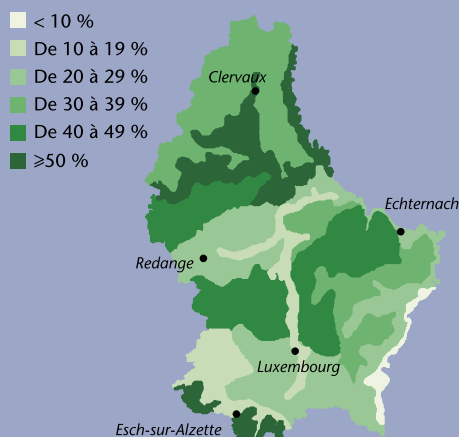 < 10 %
De 10 à 19 %
De 20 à 29 %
De 30 à 39 %
De 40 à 49 %
⩾50 %
Clervaux
Echternach
Redange
Luxembourg
Esch-sur-Alzette